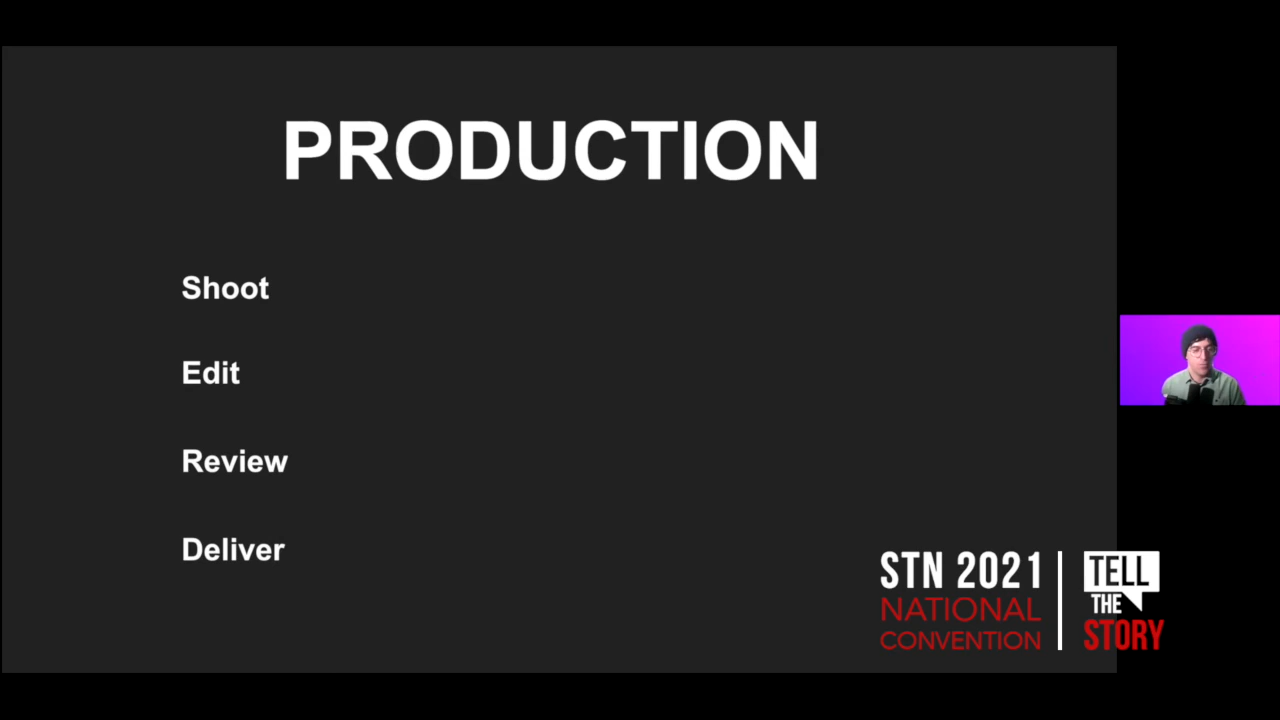 PRODUCTION
Shoot
Edit
Review
Deliver
STN 2021
NATIONAL
CONVENTION
TELL
THE
STORY